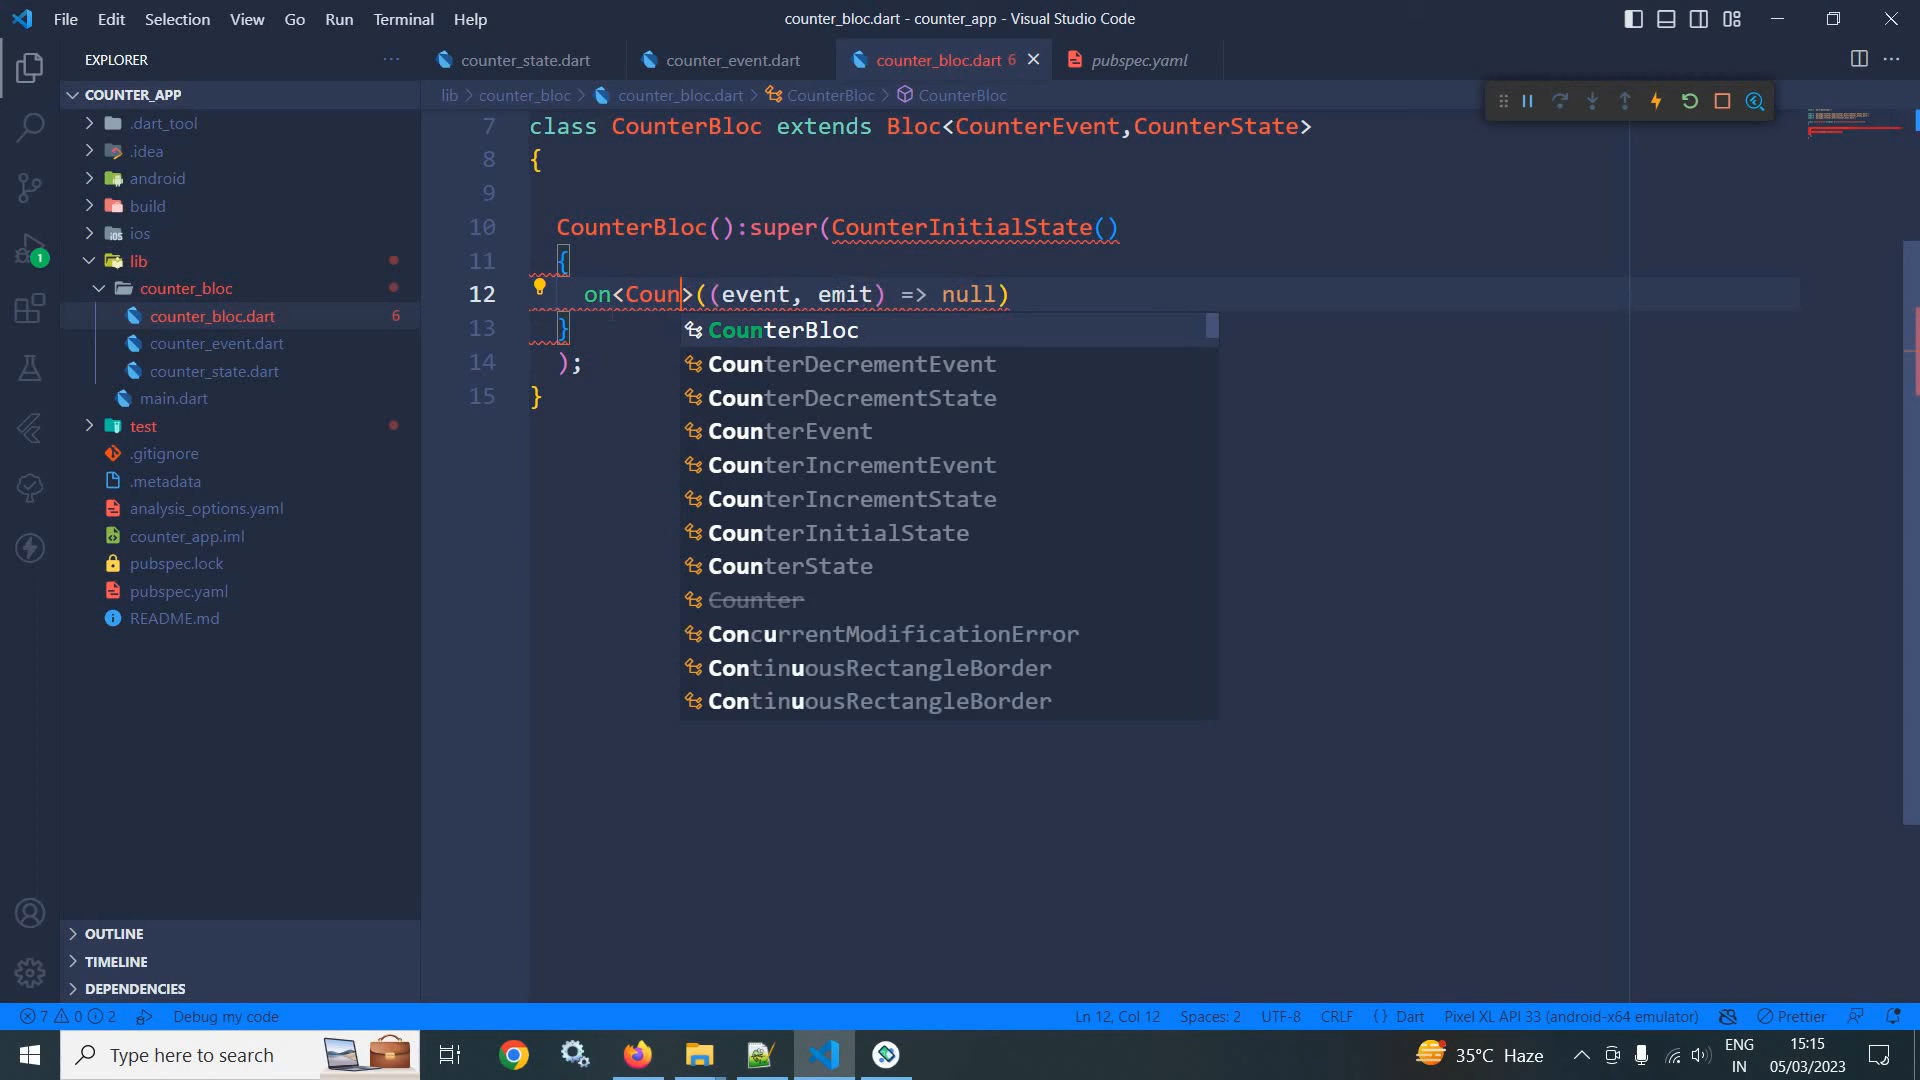 File Edit Selection View Go Run Terminal Help
counter_bloc.dart - counter_app - Visual Studio Code
EXPLORER
counter_state.dart
counter_event.dart
counter_bloc.dart 6
pubspec.yaml
COUNTER_APP
lib > counter_bloc > counter_bloc.dart > CounterBloc > CounterBloc
.dart_tool
.idea
android
build
ios
lib
counter_bloc
counter_bloc.dart 6
counter_event.dart
counter_state.dart
main.dart
test
.gitignore
.metadata
analysis_options.yaml
counter_app.iml
pubspec.lock
pubspec.yaml
README.md
1
7 class CounterBloc extends Bloc<CounterEvent,CounterState>
8 {
9
10 CounterBloc():super(CounterInitialState()
11 {
12 on<Coun>((event, emit) => null)
13 }
14 );
15 }
CounterBloc
CounterDecrementEvent
CounterDecrementState
CounterEvent
CounterIncrementEvent
CounterIncrementState
CounterInitialState
CounterState
Counter
ConcurrentModificationError
ContinuousRectangleBorder
ContinuousRectangleBorder
OUTLINE
TIMELINE
DEPENDENCIES
7 0 2 Debug my code
Ln 12, Col 12 Spaces: 2 UTF-8 CRLF {} Dart Pixel XL API 33 (android-x64 emulator) Prettier
Type here to search
35°C Haze
ENG
IN
15:15
05/03/2023